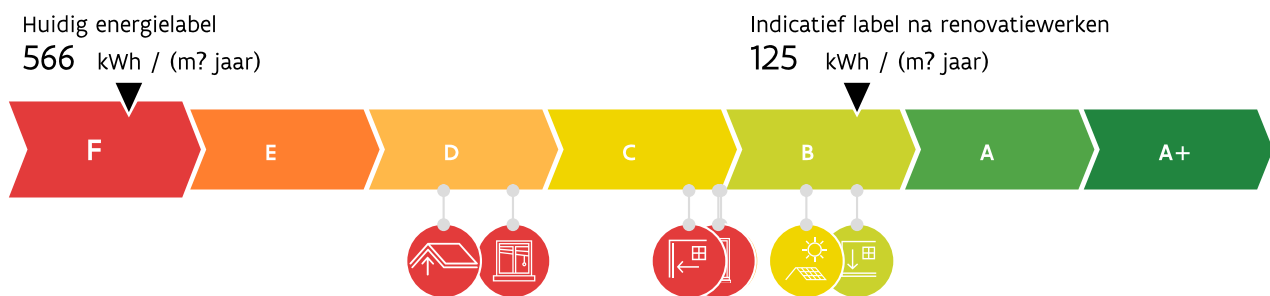 Huidig energielabel
566 kWh / (m? jaar)
Indicatief label na renovatiewerken
125 kWh / (m? jaar)
F E D C B A A+